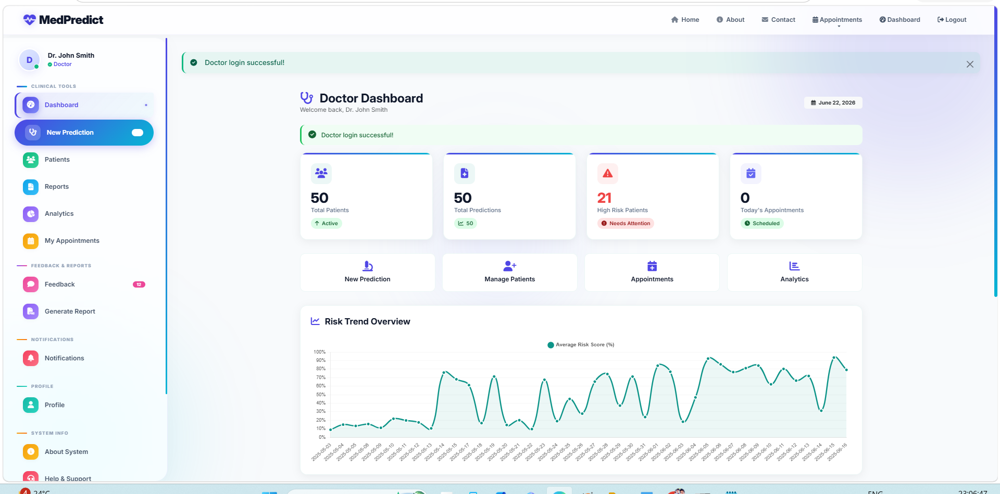 MedPredict
Home About Contact Appointments Dashboard Logout
D
Dr. John Smith
Doctor
CLINICAL TOOLS
Dashboard
New Prediction
Patients
Reports
Analytics
My Appointments
FEEDBACK & REPORTS
Feedback 12
Generate Report
NOTIFICATIONS
Notifications
PROFILE
Profile
SYSTEM INFO
About System
Help & Support
Doctor login successful!
Doctor Dashboard
Welcome back, Dr. John Smith
June 22, 2026
Doctor login successful!
50
Total Patients
Active
50
Total Predictions
50
21
High Risk Patients
Needs Attention
0
Today's Appointments
Scheduled
New Prediction
Manage Patients
Appointments
Analytics
Risk Trend Overview
Average Risk Score (%)
100%
90%
80%
70%
60%
50%
40%
30%
20%
10%
0%
2025-05-03
2025-05-04
2025-05-05
2025-05-08
2025-05-09
2025-05-10
2025-05-11
2025-05-12
2025-05-13
2025-05-14
2025-05-15
2025-05-17
2025-05-18
2025-05-19
2025-05-20
2025-05-21
2025-05-22
2025-05-23
2025-05-24
2025-05-25
2025-05-26
2025-05-27
2025-05-28
2025-05-29
2025-05-30
2025-05-31
2025-06-01
2025-06-02
2025-06-03
2025-06-04
2025-06-05
2025-06-06
2025-06-07
2025-06-08
2025-06-09
2025-06-10
2025-06-11
2025-06-12
2025-06-13
2025-06-14
2025-06-15
2025-06-16
4
24°C
ENG
23:06:47